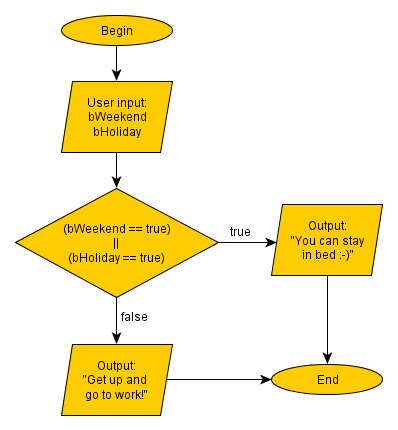 Begin
User input:
bWeekend
bHoliday
(bWeekend == true)
||
(bHoliday == true)
true
Output:
"You can stay
in bed :-)"
false
Output:
"Get up and
go to work!"
End